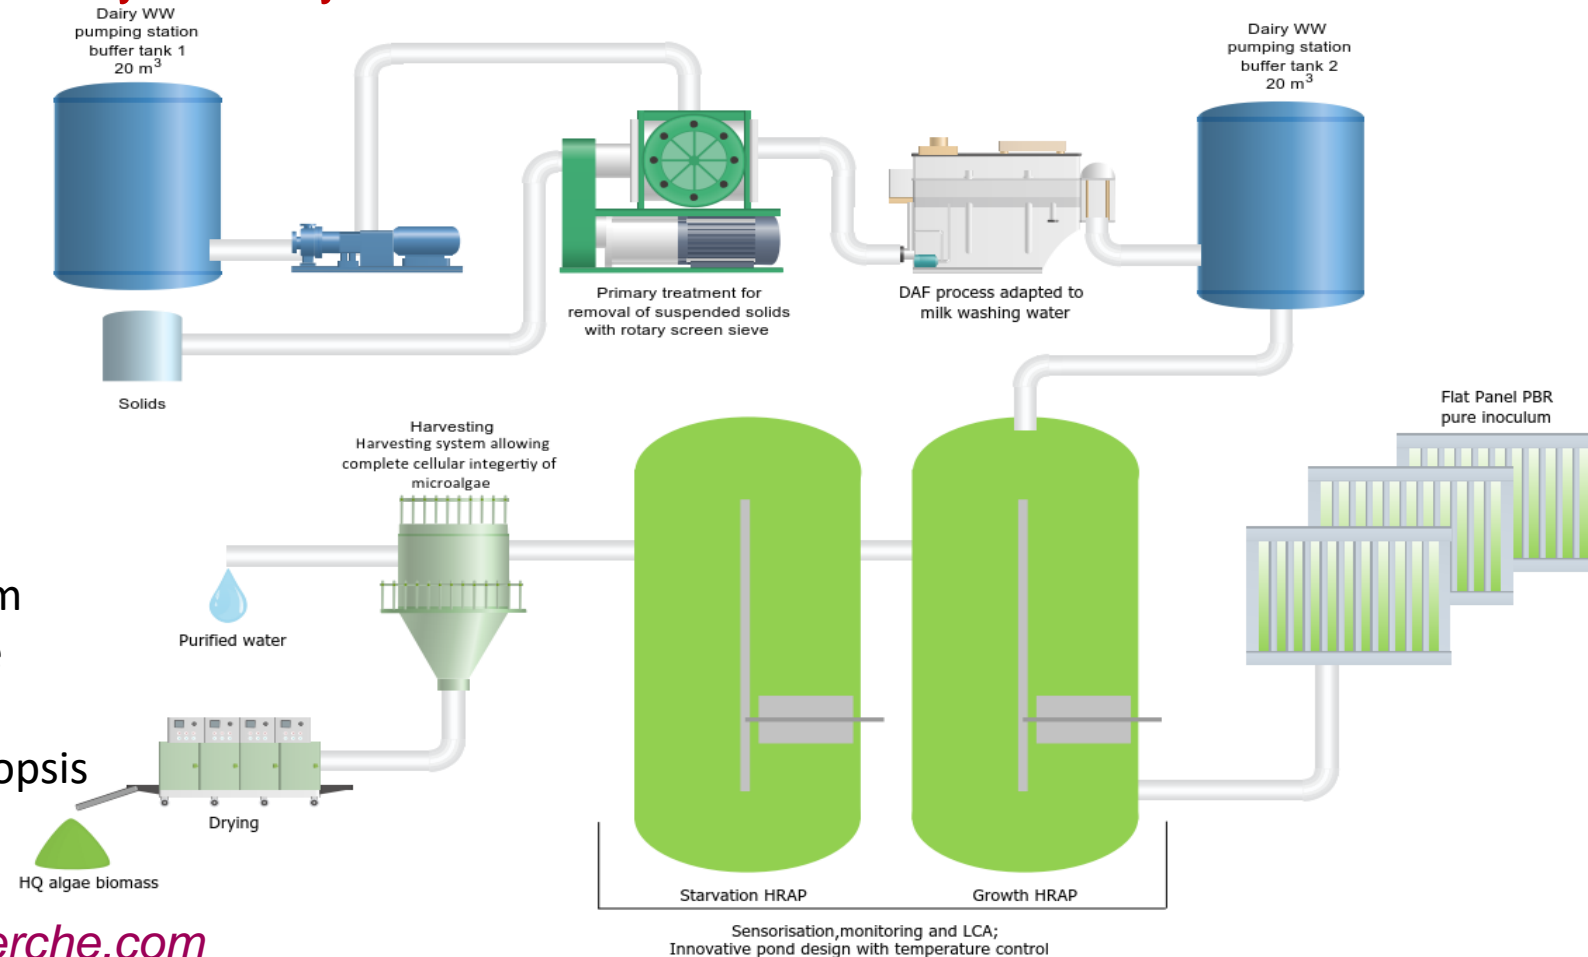 Dairy WW
pumping station
buffer tank 1
20 m³
Dairy WW
pumping station
buffer tank 2
20 m³
Primary treatment for
removal of suspended solids
with rotary screen sieve
DAF process adapted to
milk washing water
Solids
Flat Panel PBR
pure inoculum
Harvesting
Harvesting system allowing
complete cellular integertiy of
microalgae
Purified water
opsis
Drying
HQ algae biomass
Starvation HRAP
Growth HRAP
Sensorisation,monitoring and LCA;
Innovative pond design with temperature control
erche.com